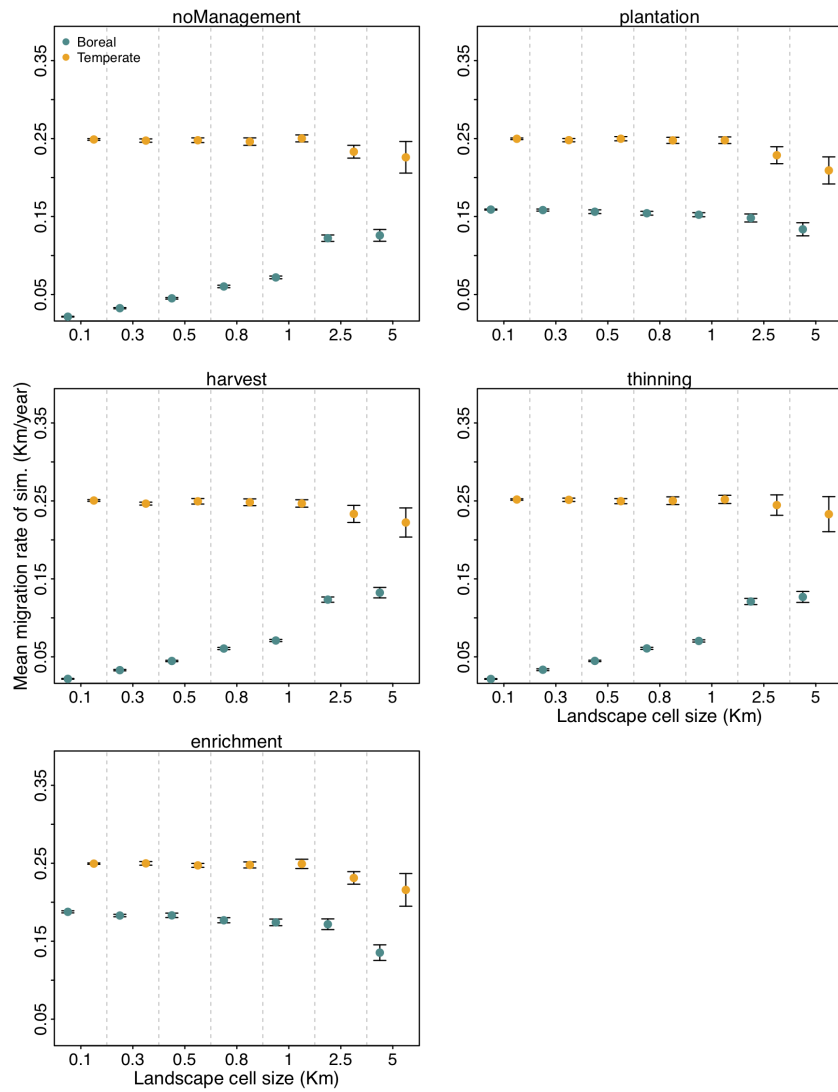 noManagement
Boreal
Temperate
0.35
0.25
0.15
0.05
0.1 0.3 0.5 0.8 1 2.5 5
plantation
0.35
0.25
0.15
0.05
0.1 0.3 0.5 0.8 1 2.5 5
Mean migration rate of sim. (Km/year)
harvest
0.35
0.25
0.15
0.05
0.1 0.3 0.5 0.8 1 2.5 5
thinning
0.35
0.25
0.15
0.05
0.1 0.3 0.5 0.8 1 2.5 5
Landscape cell size (Km)
enrichment
0.35
0.25
0.15
0.05
0.1 0.3 0.5 0.8 1 2.5 5
Landscape cell size (Km)